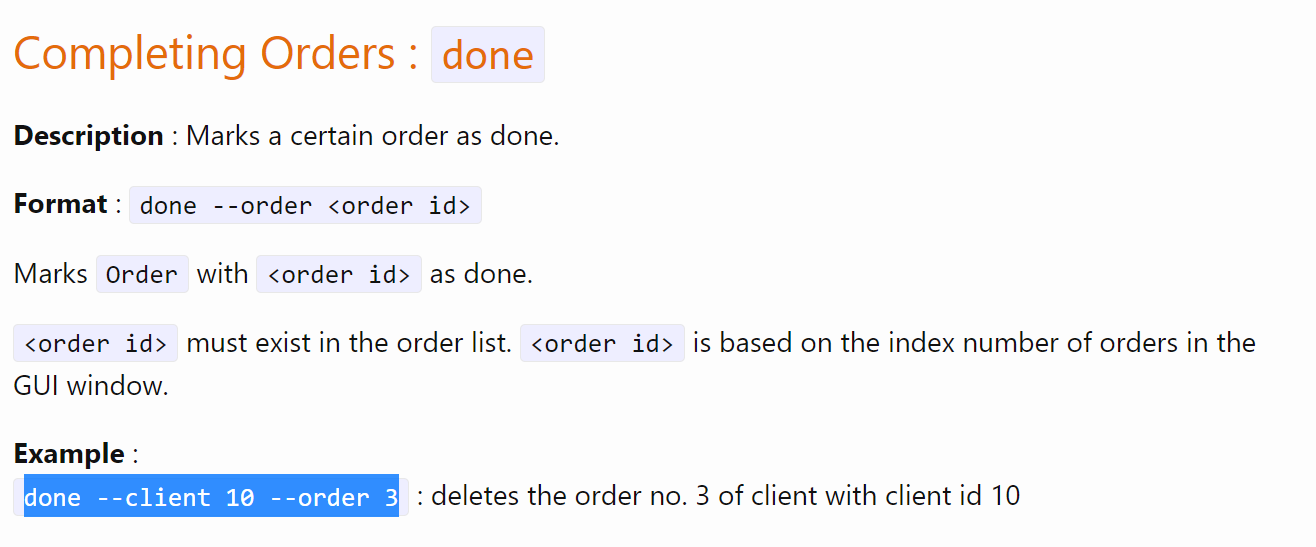 Completing Orders : done
Description : Marks a certain order as done.
Format : done --order <order id>
Marks Order with <order id> as done.
<order id> must exist in the order list. <order id> is based on the index number of orders in the
GUI window.
Example :
done --client 10 --order 3 : deletes the order no. 3 of client with client id 10